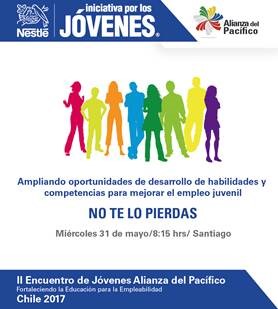 Nestlé
iniciativa por los
JÓVENES®
Alianza del
Pacífico
Ampliando oportunidades de desarrollo de habilidades y
competencias para mejorar el empleo juvenil
NO TE LO PIERDAS
Miércoles 31 de mayo/8:15 hrs/ Santiago
II Encuentro de Jóvenes Alianza del Pacífico
Fortaleciendo la Educación para la Empleabilidad
Chile 2017